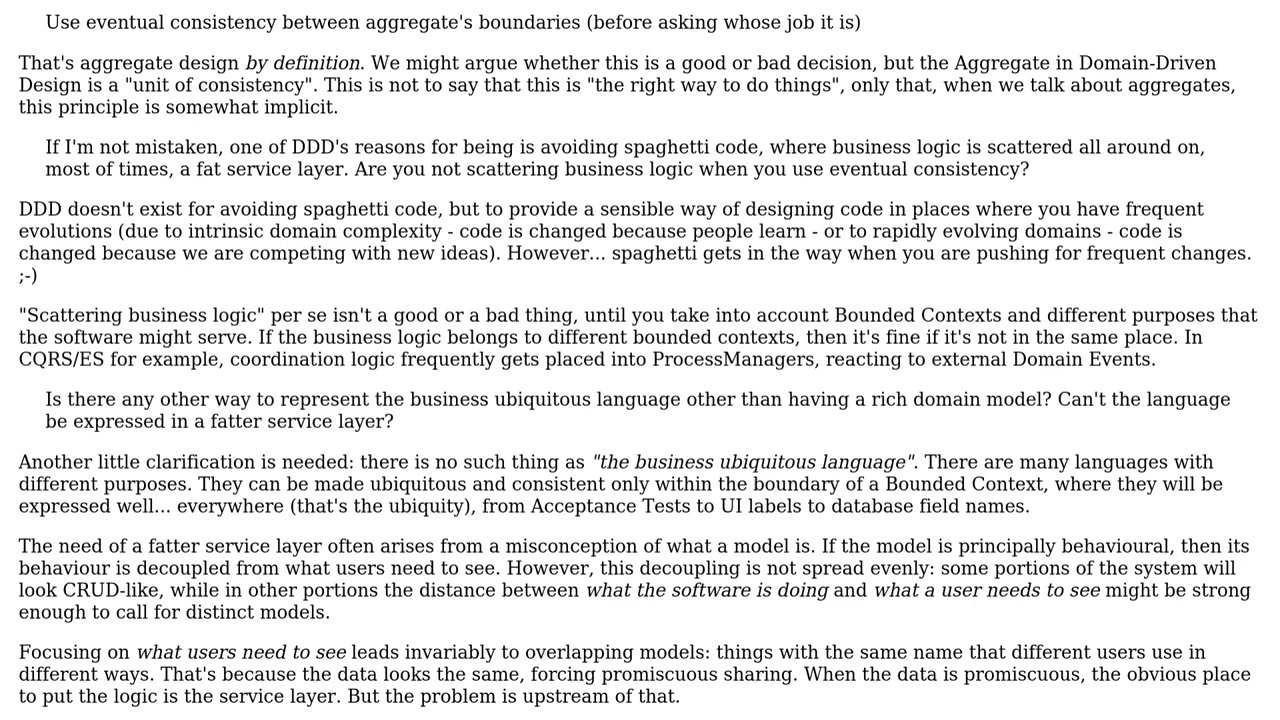 Use eventual consistency between aggregate's boundaries (before asking whose job it is)
That's aggregate design by definition. We might argue whether this is a good or bad decision, but the Aggregate in Domain-Driven
Design is a "unit of consistency". This is not to say that this is "the right way to do things", only that, when we talk about aggregates,
this principle is somewhat implicit.
If I'm not mistaken, one of DDD's reasons for being is avoiding spaghetti code, where business logic is scattered all around on,
most of times, a fat service layer. Are you not scattering business logic when you use eventual consistency?
DDD doesn't exist for avoiding spaghetti code, but to provide a sensible way of designing code in places where you have frequent
evolutions (due to intrinsic domain complexity - code is changed because people learn - or to rapidly evolving domains - code is
changed because we are competing with new ideas). However... spaghetti gets in the way when you are pushing for frequent changes.
;-)
"Scattering business logic" per se isn't a good or a bad thing, until you take into account Bounded Contexts and different purposes that
the software might serve. If the business logic belongs to different bounded contexts, then it's fine if it's not in the same place. In
CQRS/ES for example, coordination logic frequently gets placed into ProcessManagers, reacting to external Domain Events.
Is there any other way to represent the business ubiquitous language other than having a rich domain model? Can't the language
be expressed in a fatter service layer?
Another little clarification is needed: there is no such thing as "the business ubiquitous language". There are many languages with
different purposes. They can be made ubiquitous and consistent only within the boundary of a Bounded Context, where they will be
expressed well... everywhere (that's the ubiquity), from Acceptance Tests to UI labels to database field names.
The need of a fatter service layer often arises from a misconception of what a model is. If the model is principally behavioural, then its
behaviour is decoupled from what users need to see. However, this decoupling is not spread evenly: some portions of the system will
look CRUD-like, while in other portions the distance between what the software is doing and what a user needs to see might be strong
enough to call for distinct models.
Focusing on what users need to see leads invariably to overlapping models: things with the same name that different users use in
different ways. That's because the data looks the same, forcing promiscuous sharing. When the data is promiscuous, the obvious place
to put the logic is the service layer. But the problem is upstream of that.